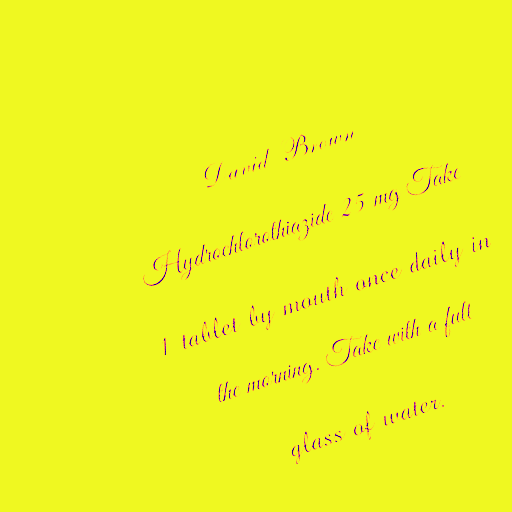 David Brown
Hydrochlorothiazide 25 mg Take
1 tablet by mouth once daily in
the morning. Take with a full
glass of water.